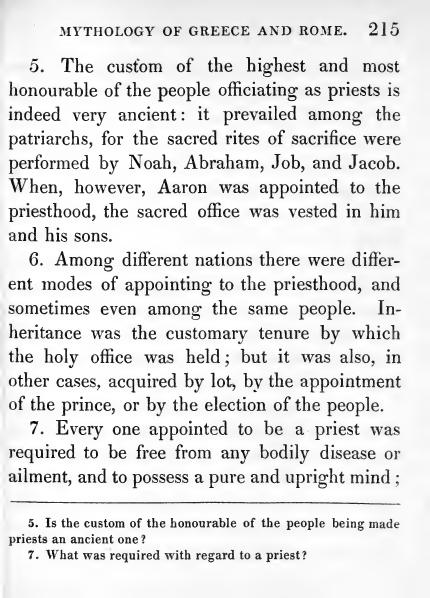 MYTHOLOGY OF GREECE AND ROME. 215
5. The custom of the highest and most
honourable of the people officiating as priests is
indeed very ancient: it prevailed among the
patriarchs, for the sacred rites of sacrifice were
performed by Noah, Abraham, Job, and Jacob.
When, however, Aaron was appointed to the
priesthood, the sacred office was vested in him
and his sons.
6. Among different nations there were differ-
ent modes of appointing to the priesthood, and
sometimes even among the same people. In-
heritance was the customary tenure by which
the holy office was held; but it was also, in
other cases, acquired by lot, by the appointment
of the prince, or by the election of the people.
7. Every one appointed to be a priest was
required to be free from any bodily disease or
ailment, and to possess a pure and upright mind;
5. Is the custom of the honourable of the people being made
priests an ancient one?
7. What was required with regard to a priest?